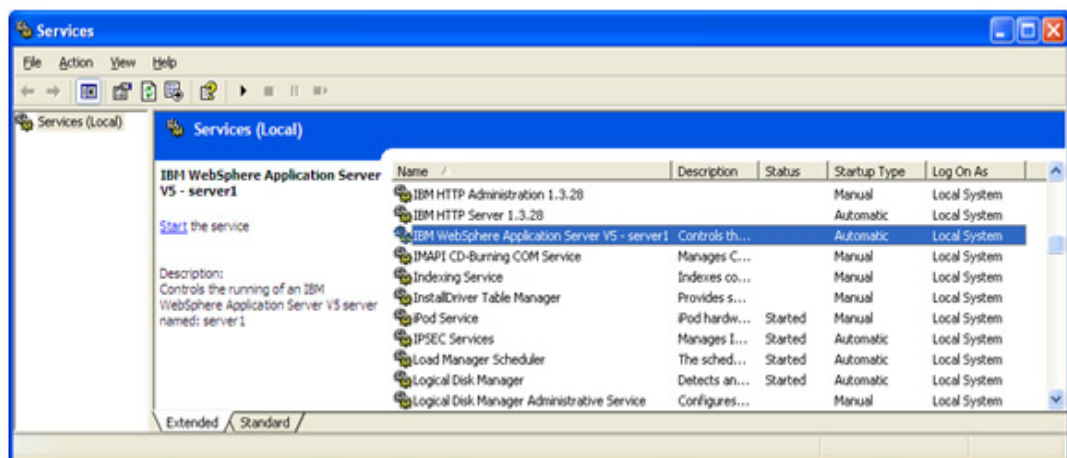 Services
File Action View Help
Services (Local)
Services (Local)
IBM WebSphere Application Server
V5 - server1
Start the service
Description:
Controls the running of an IBM
WebSphere Application Server V5 server
named: server1
Name Description Status Startup Type Log On As
IBM HTTP Administration 1.3.28 Manual Local System
IBM HTTP Server 1.3.28 Automatic Local System
IBM WebSphere Application Server V5 - server1 Controls th... Automatic Local System
IMAPI CD-Burning COM Service Manages C... Manual Local System
Indexing Service Indexes co... Manual Local System
InstallDriver Table Manager Provides s... Manual Local System
iPod Service iPod hardw... Started Manual Local System
IPSEC Services Manages I... Started Automatic Local System
Load Manager Scheduler The sched... Started Automatic Local System
Logical Disk Manager Detects an... Started Automatic Local System
Logical Disk Manager Administrative Service Configures... Manual Local System
Extended Standard